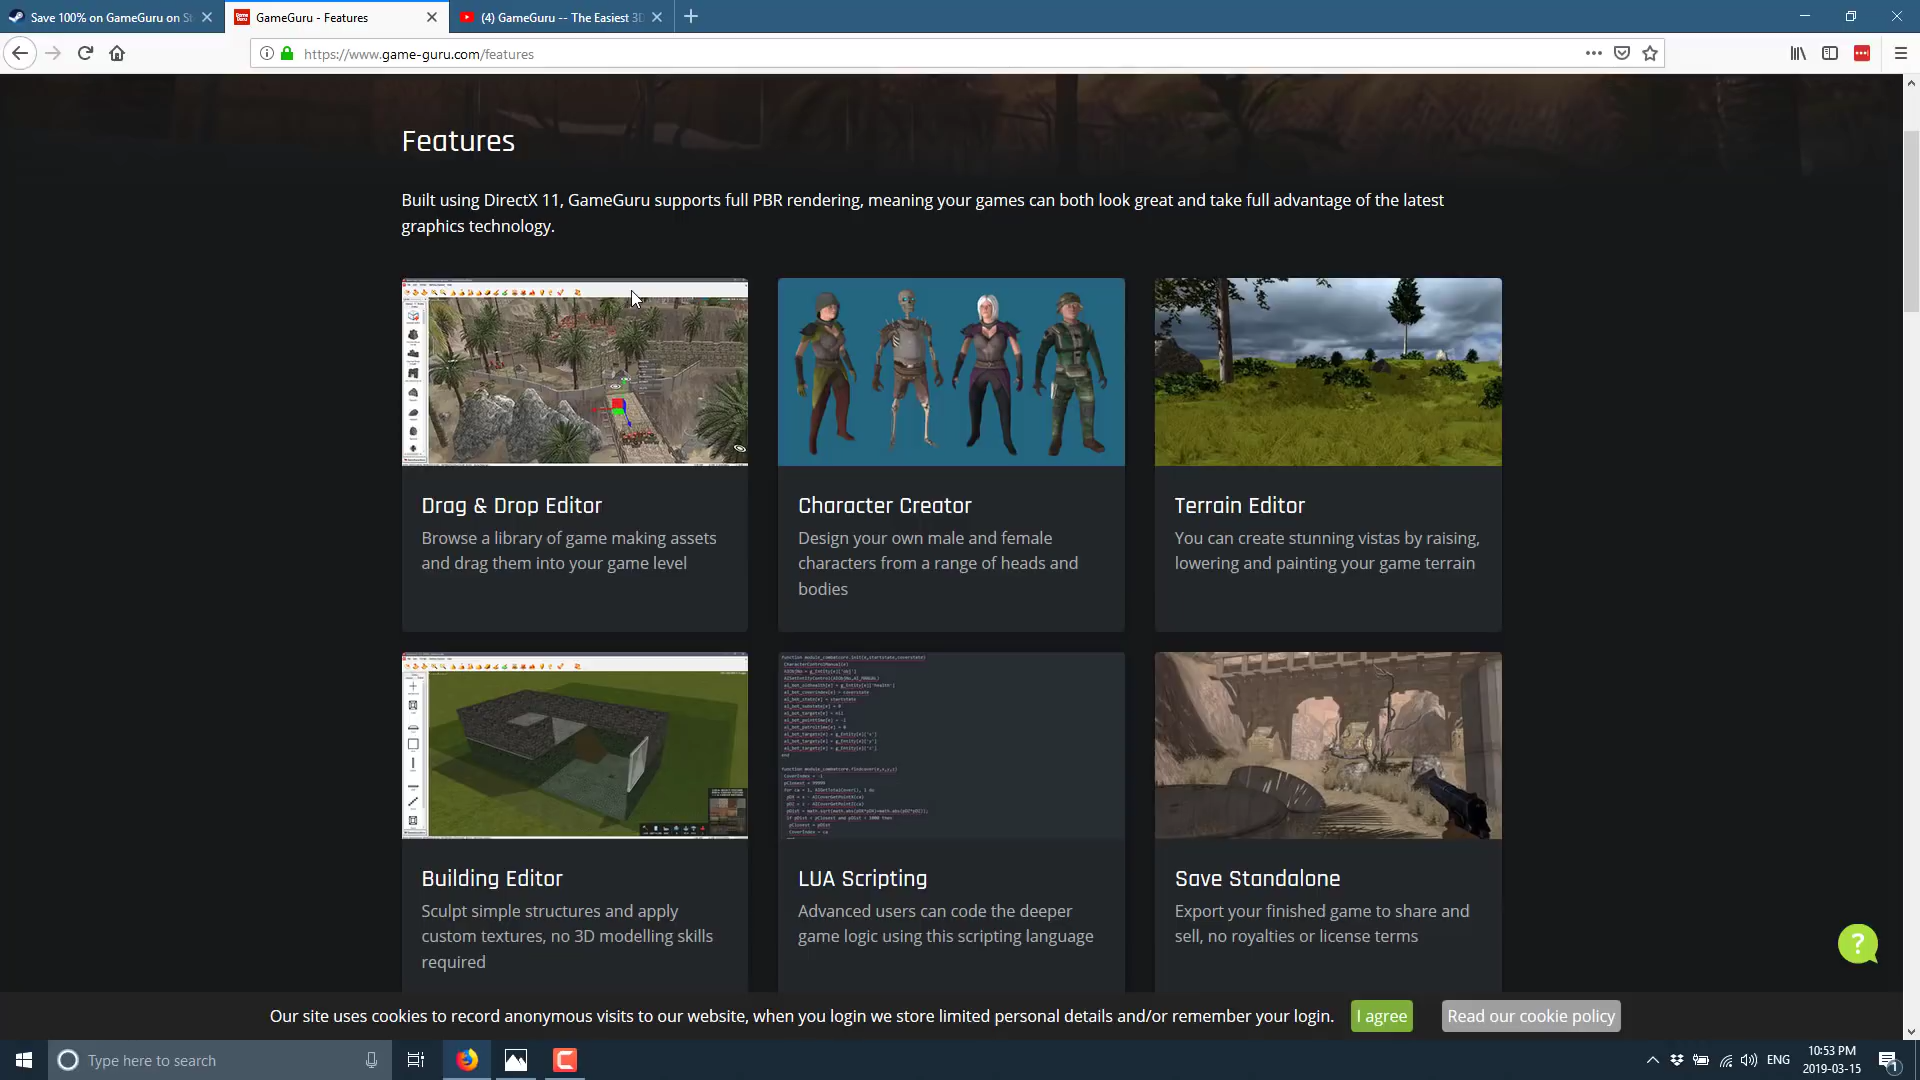 Save 100% on GameGuru on St
GameGuru - Features
(4) GameGuru -- The Easiest 3D
https://www.game-guru.com/features
Features
Built using DirectX 11, GameGuru supports full PBR rendering, meaning your games can both look great and take full advantage of the latest
graphics technology.
Drag & Drop Editor
Browse a library of game making assets
and drag them into your game level
Character Creator
Design your own male and female
characters from a range of heads and
bodies
Terrain Editor
You can create stunning vistas by raising,
lowering and painting your game terrain
Building Editor
Sculpt simple structures and apply
custom textures, no 3D modelling skills
required
LUA Scripting
Advanced users can code the deeper
game logic using this scripting language
Save Standalone
Export your finished game to share and
sell, no royalties or license terms
?
Our site uses cookies to record anonymous visits to our website, when you login we store limited personal details and/or remember your login.
I agree
Read our cookie policy
Type here to search
ENG
10:53 PM
2019-03-15